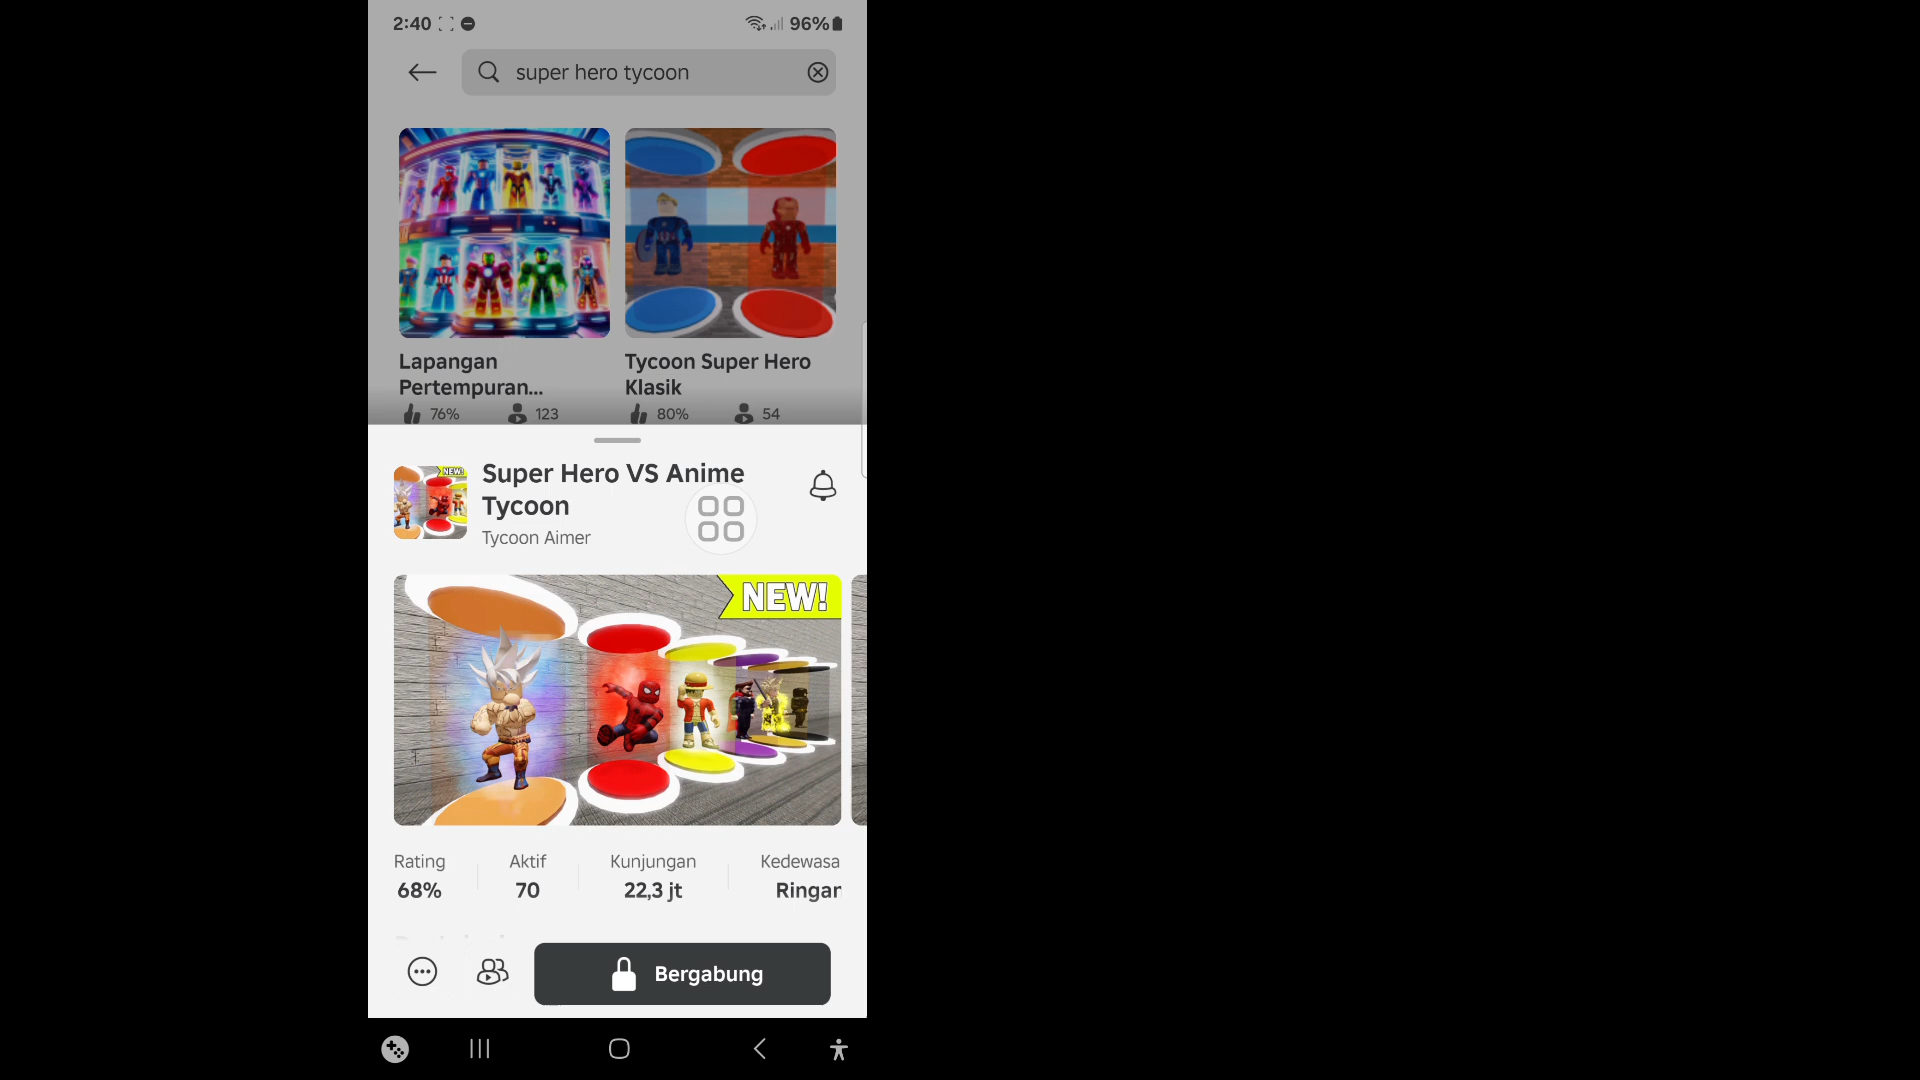 2:40
96%
super hero tycoon
Lapangan
Pertempuran...
76%
123
Tycoon Super Hero
Klasik
80%
54
NEW!
Super Hero VS Anime
Tycoon
Tycoon Aimer
NEW!
Rating
68%
Aktif
70
Kunjungan
22,3 jt
Kedewasa
Ringan
Bergabung